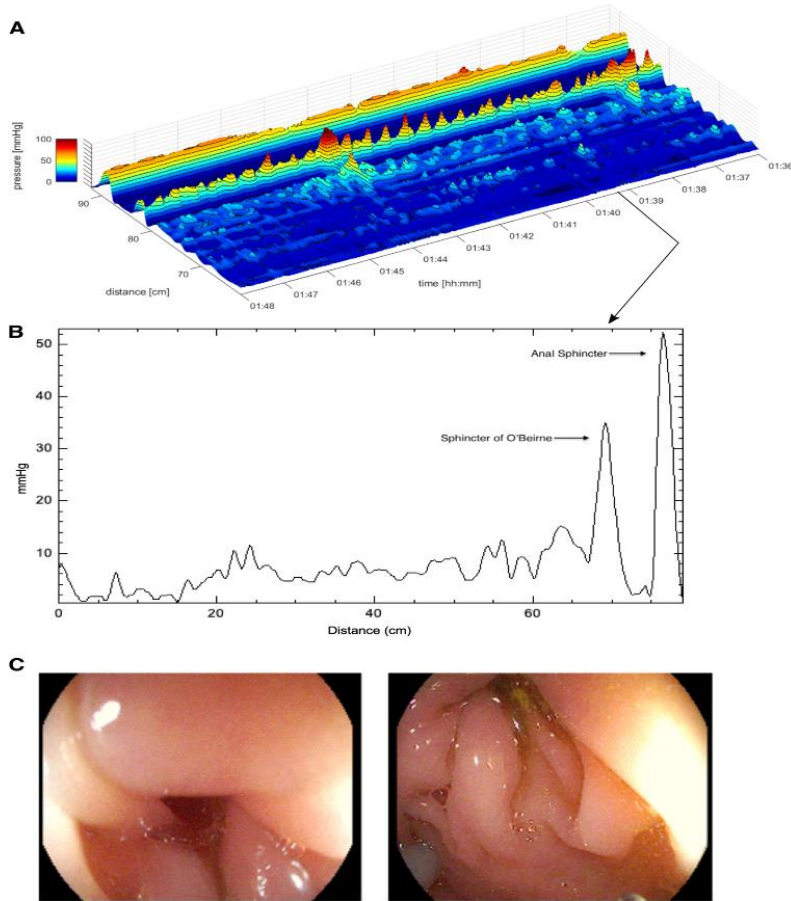 A
100
50
0
pressure [mmHg]
90
80
70
distance [cm]
01:48
01:47
01:46
01:45
01:44
01:43
01:42
01:41
01:40
01:39
01:38
01:37
01:36
time [hh:mm]
B
50
40
30
20
10
mmHg
Anal Sphincter
Sphincter of O'Beirne
0
20
40
60
Distance (cm)
C